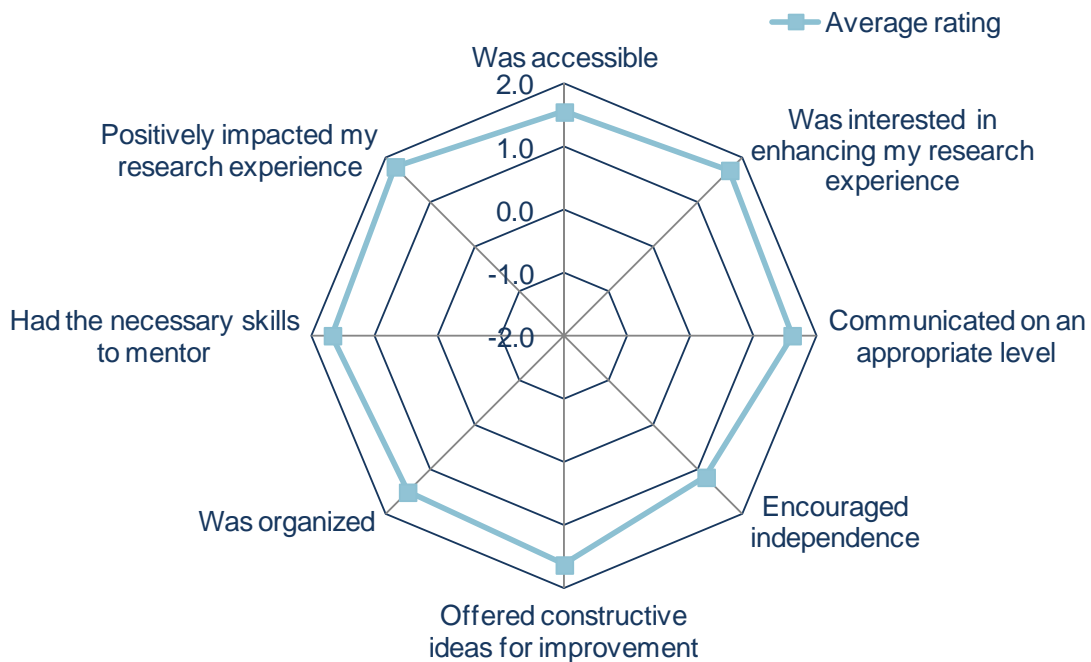 Average rating
Was accessible
2.0
1.0
0.0
-1.0
-2.0
Was interested in
enhancing my research
experience
Communicated on an
appropriate level
Encouraged
independence
Offered constructive
ideas for improvement
Was organized
Had the necessary skills
to mentor
Positively impacted my
research experience